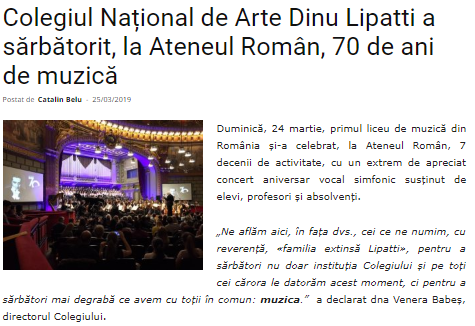 Colegiul Național de Arte Dinu Lipatti a
sărbătorit, la Ateneul Român, 70 de ani
de muzică
Postat de Catalin Belu - 25/03/2019
Duminică, 24 martie, primul liceu de muzică din
România și-a celebrat, la Ateneul Român, 7
decenii de activitate, cu un extrem de apreciat
concert aniversar vocal simfonic susținut de
elevi, profesori și absolvenți.
„Ne aflăm aici, în fața dvs., cei ce ne numim, cu
reverență, «familia extinsă Lipatti», pentru a
sărbători nu doar instituția Colegiului și pe toți
cei cărora le datorăm acest moment, ci pentru a
sărbători mai degrabă ce avem cu toții în comun: muzica.” a declarat dna Venera Babeș,
directorul Colegiului.